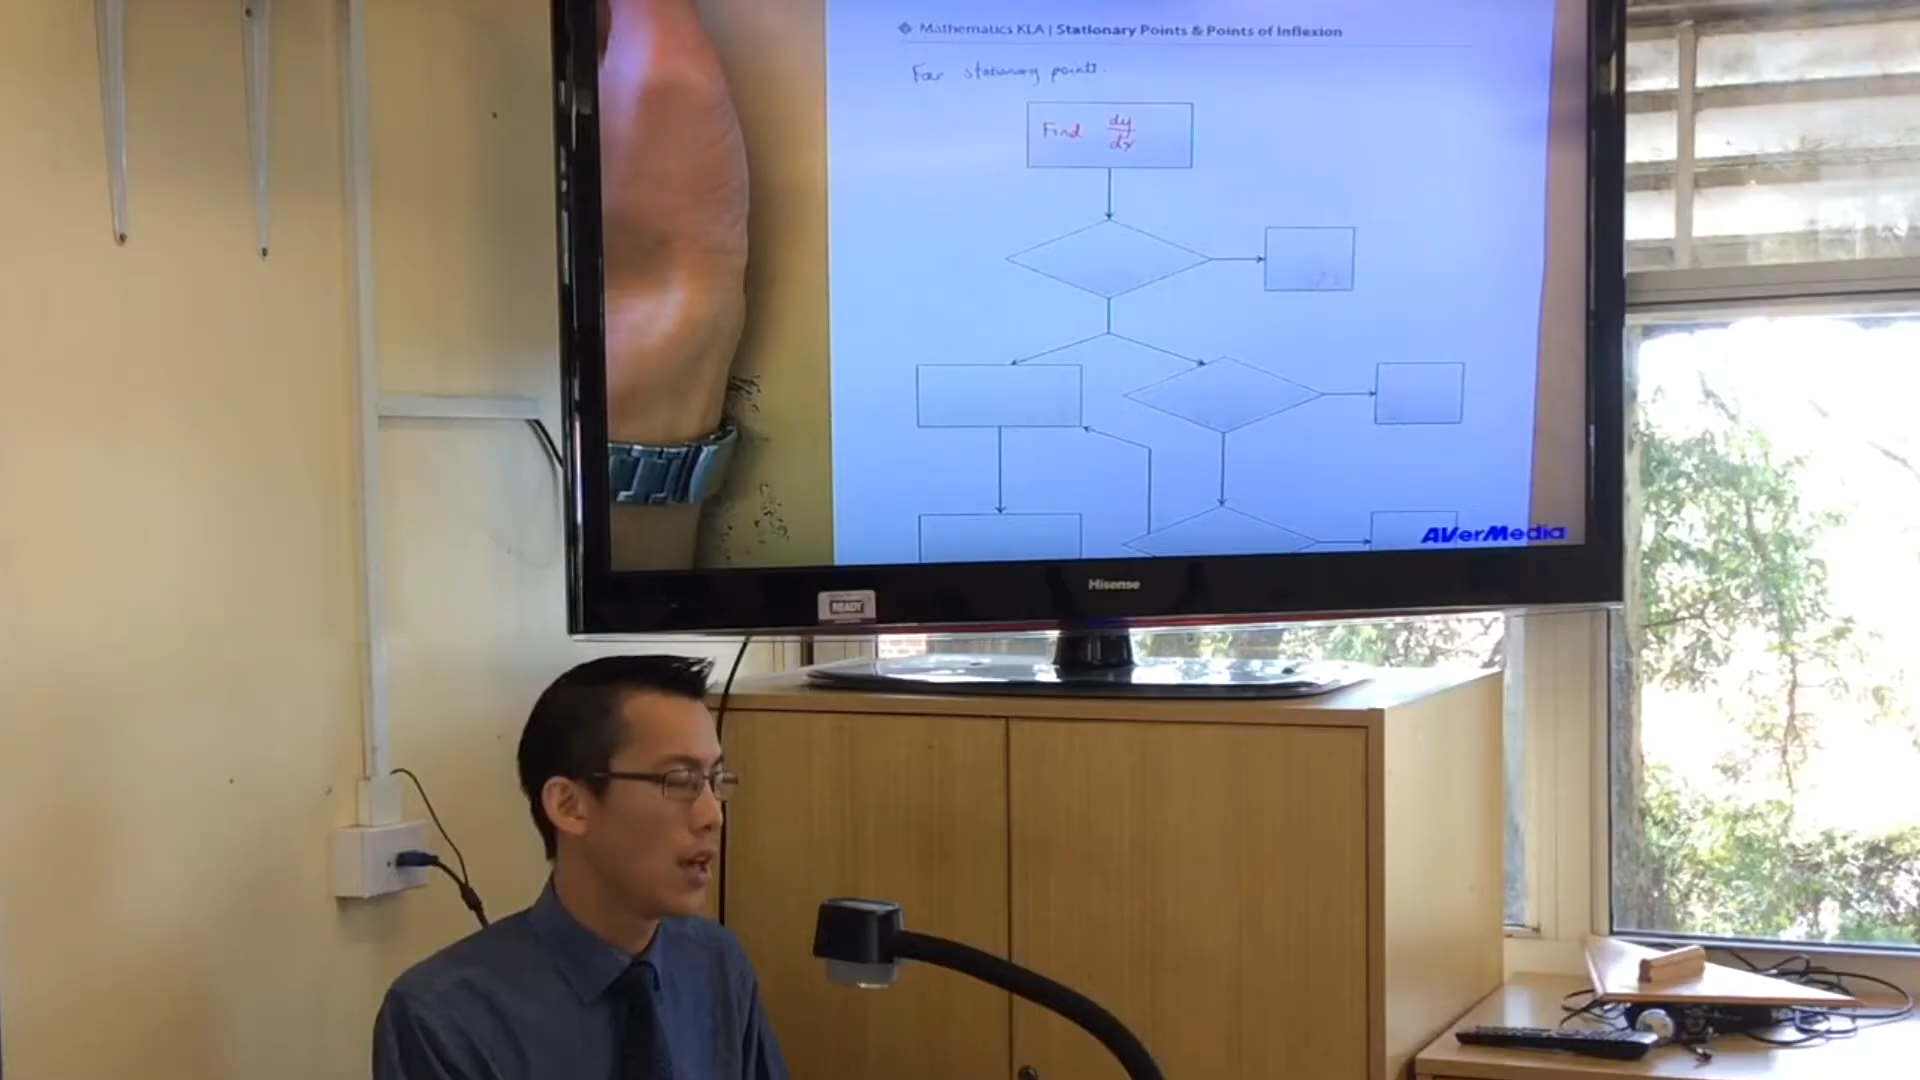 Mathematics KLA | Stationary Points & Points of Inflexion
For stationary points.
Find dy/dx
AVerMedia
Hisense
READY